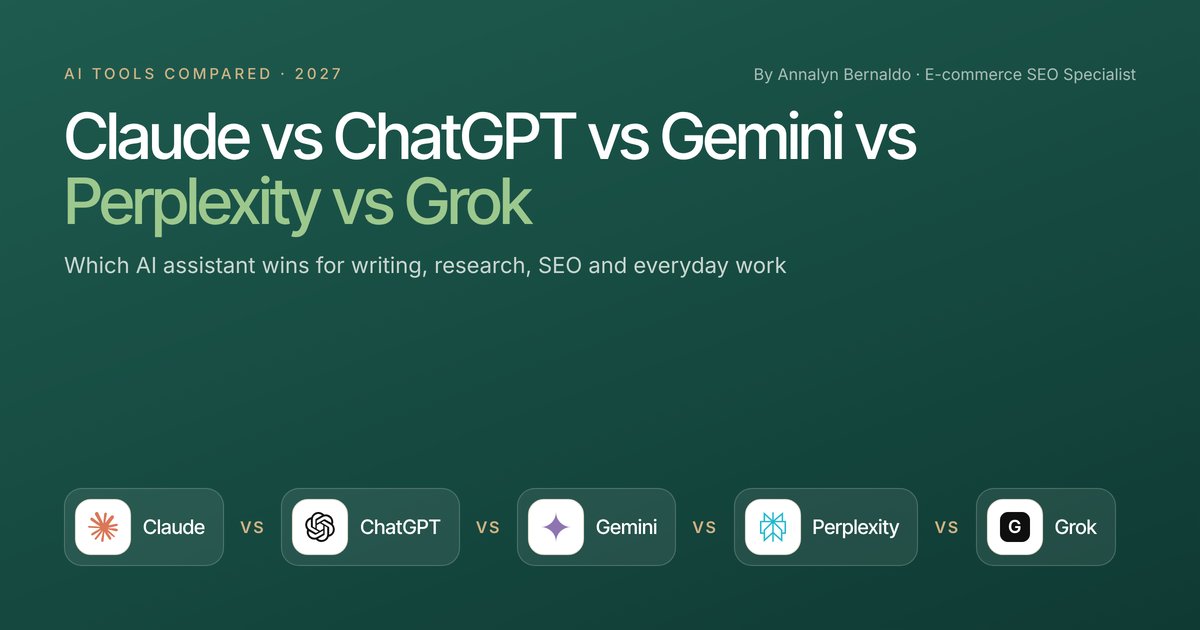 AI TOOLS COMPARED · 2027
By Annalyn Bernaldo · E-commerce SEO Specialist
Claude vs ChatGPT vs Gemini vs
Perplexity vs Grok
Which AI assistant wins for writing, research, SEO and everyday work
Claude VS ChatGPT VS Gemini VS Perplexity VS G Grok